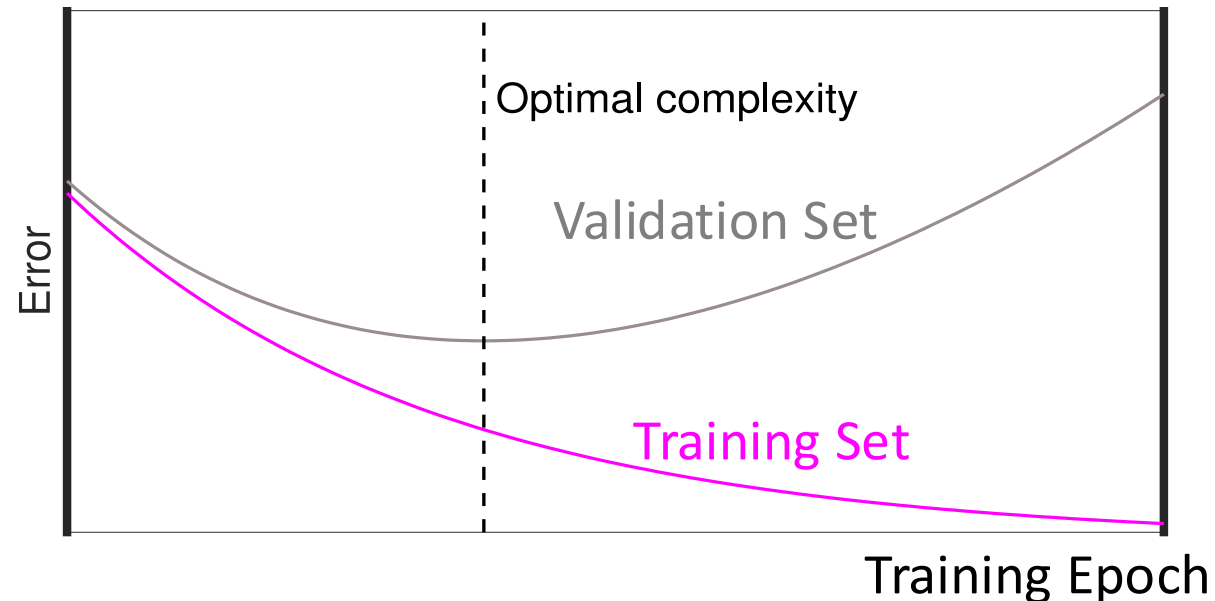 Optimal complexity
Validation Set
Error
Training Set
Training Epoch